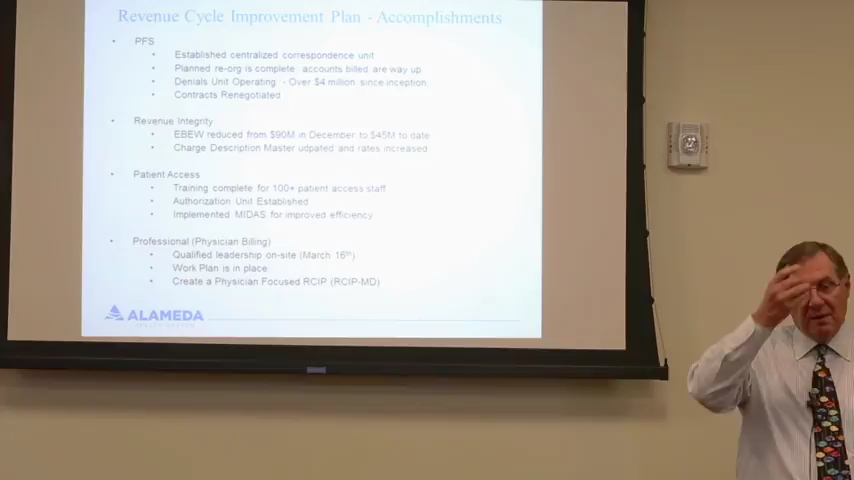 Revenue Cycle Improvement Plan - Accomplishments
• PFS
• Established centralized correspondence unit
• Planned re-org is complete accounts billed are way up
• Denials Unit Operating - Over $4 million since inception
• Contracts Renegotiated
• Revenue Integrity
• EBEW reduced from $90M in December to $45M to date
• Charge Description Master udpated and rates increased
• Patient Access
• Training complete for 100+ patient access staff
• Authorization Unit Established
• Implemented MIDAS for improved efficiency
• Professional (Physician Billing)
• Qualified leadership on-site (March 16th)
• Work Plan is in place
• Create a Physician Focused RCIP (RCIP-MD)
ALAMEDA